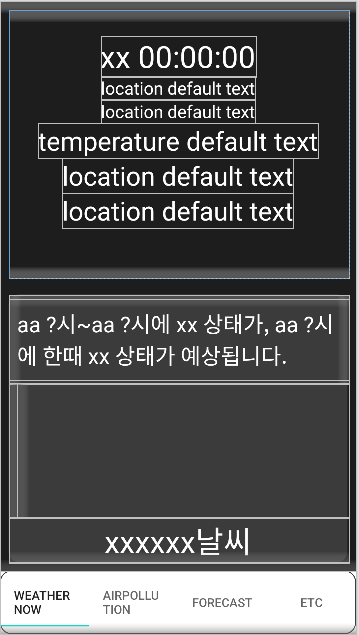 xx 00:00:00
location default text
location default text
temperature default text
location default text
location default text
aa ?시~aa ?시에 xx 상태가, aa ?시
에 한때 xx 상태가 예상됩니다.
xxxxxx날씨
WEATHER
NOW
AIRPOLLU
TION
FORECAST
ETC